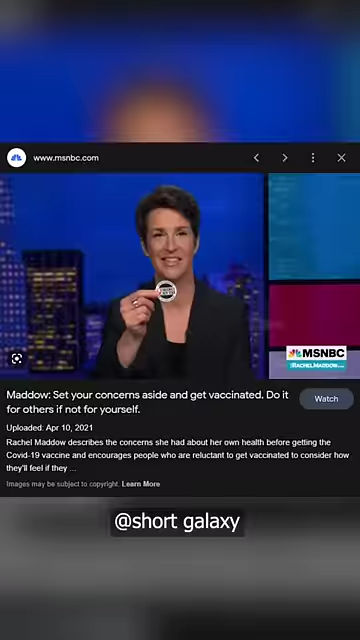 www.msnbc.com
MSNBC
Maddow: Set your concerns aside and get vaccinated. Do it
for others if not for yourself.
Watch
Uploaded: Apr 10, 2021
Rachel Maddow describes the concerns she had about her own health before getting the
Covid-19 vaccine and encourages people who are reluctant to get vaccinated to consider how
they'll feel if they ...
Images may be subject to copyright. Learn More
@short galaxy